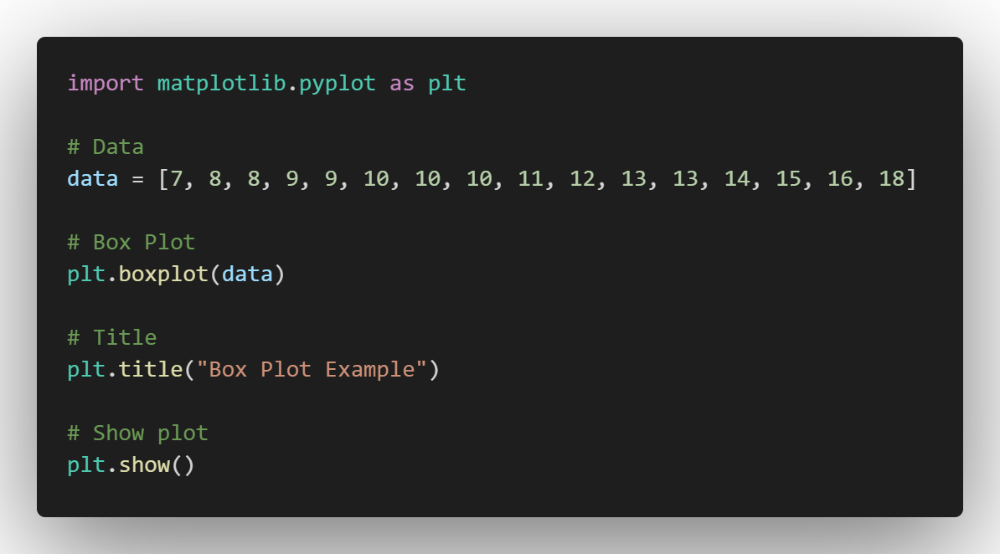 import matplotlib.pyplot as plt
# Data
data = [7, 8, 8, 9, 9, 10, 10, 10, 11, 12, 13, 13, 14, 15, 16, 18]
# Box Plot
plt.boxplot(data)
# Title
plt.title("Box Plot Example")
# Show plot
plt.show()